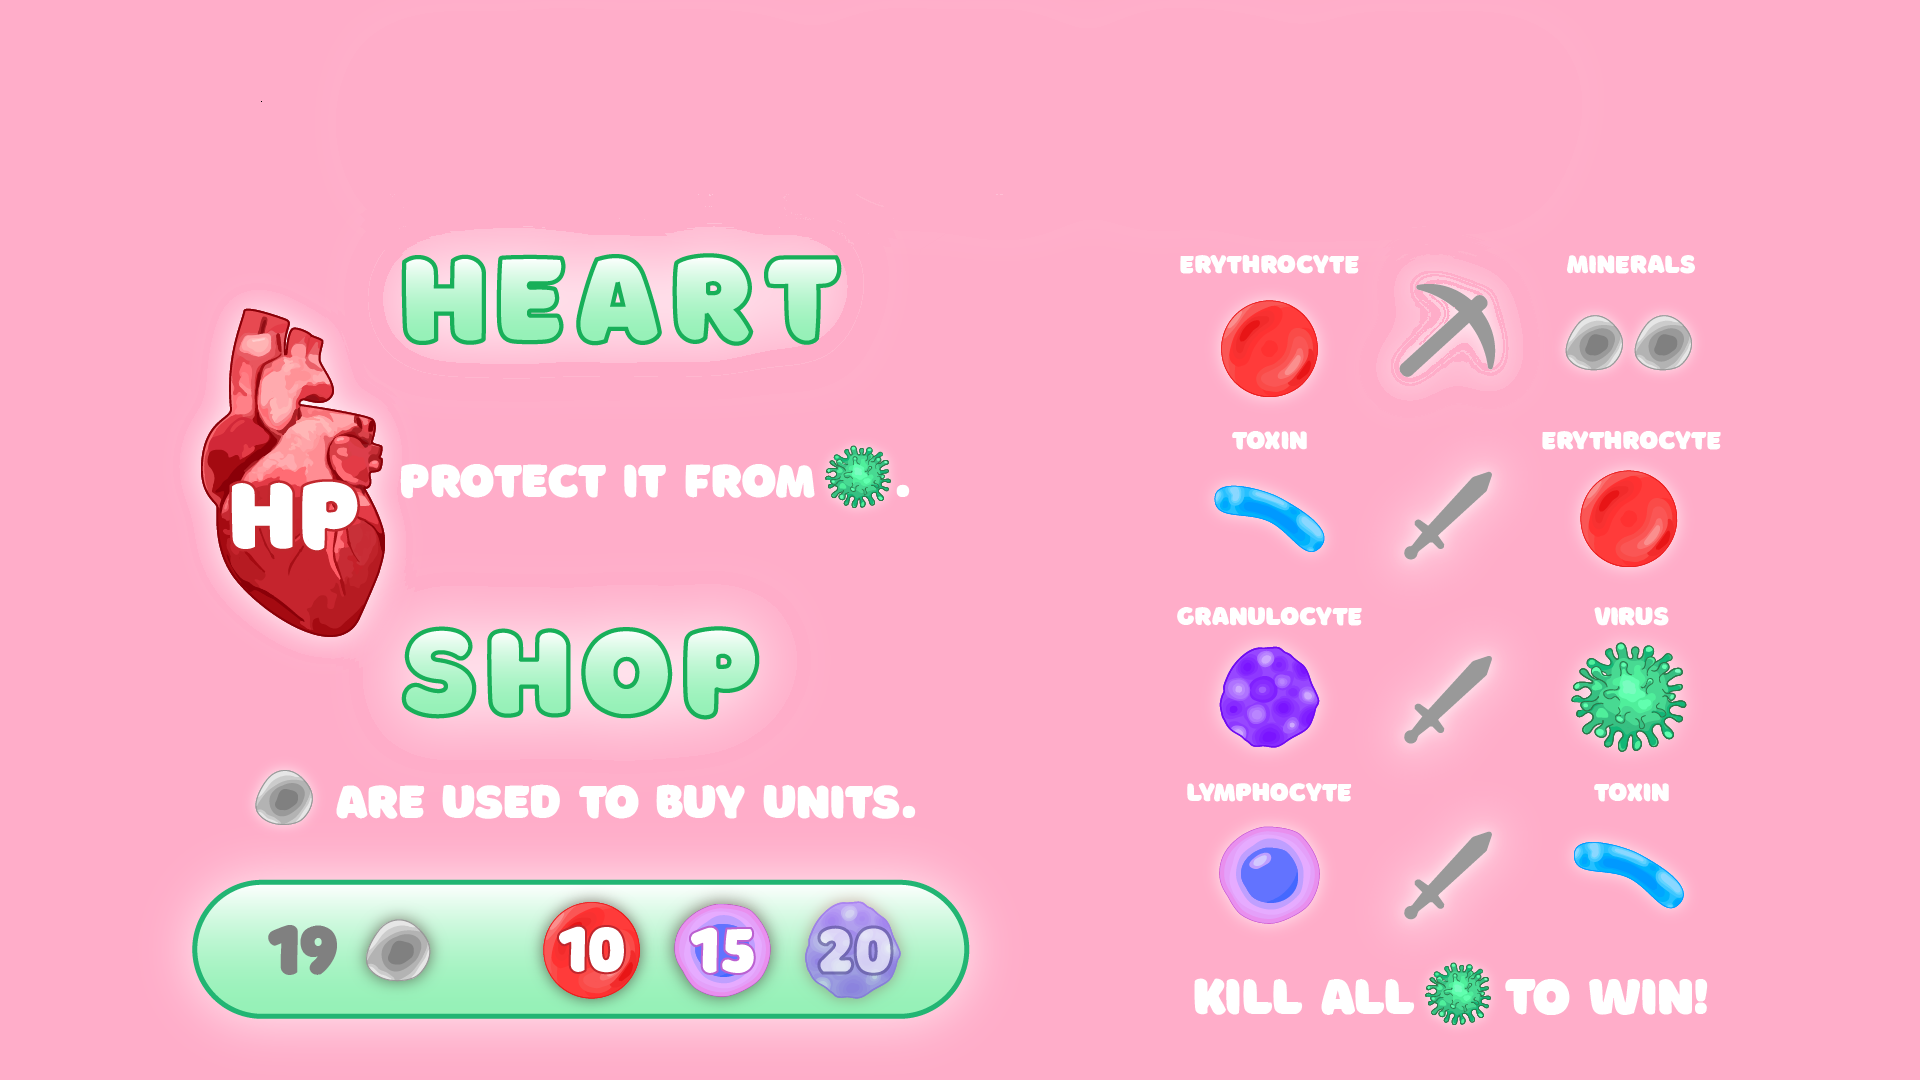 HEART
HP
PROTECT IT FROM .
SHOP
ARE USED TO BUY UNITS.
19 10 15 20
ERYTHROCYTE MINERALS
TOXIN ERYTHROCYTE
GRANULOCYTE VIRUS
LYMPHOCYTE TOXIN
KILL ALL TO WIN!